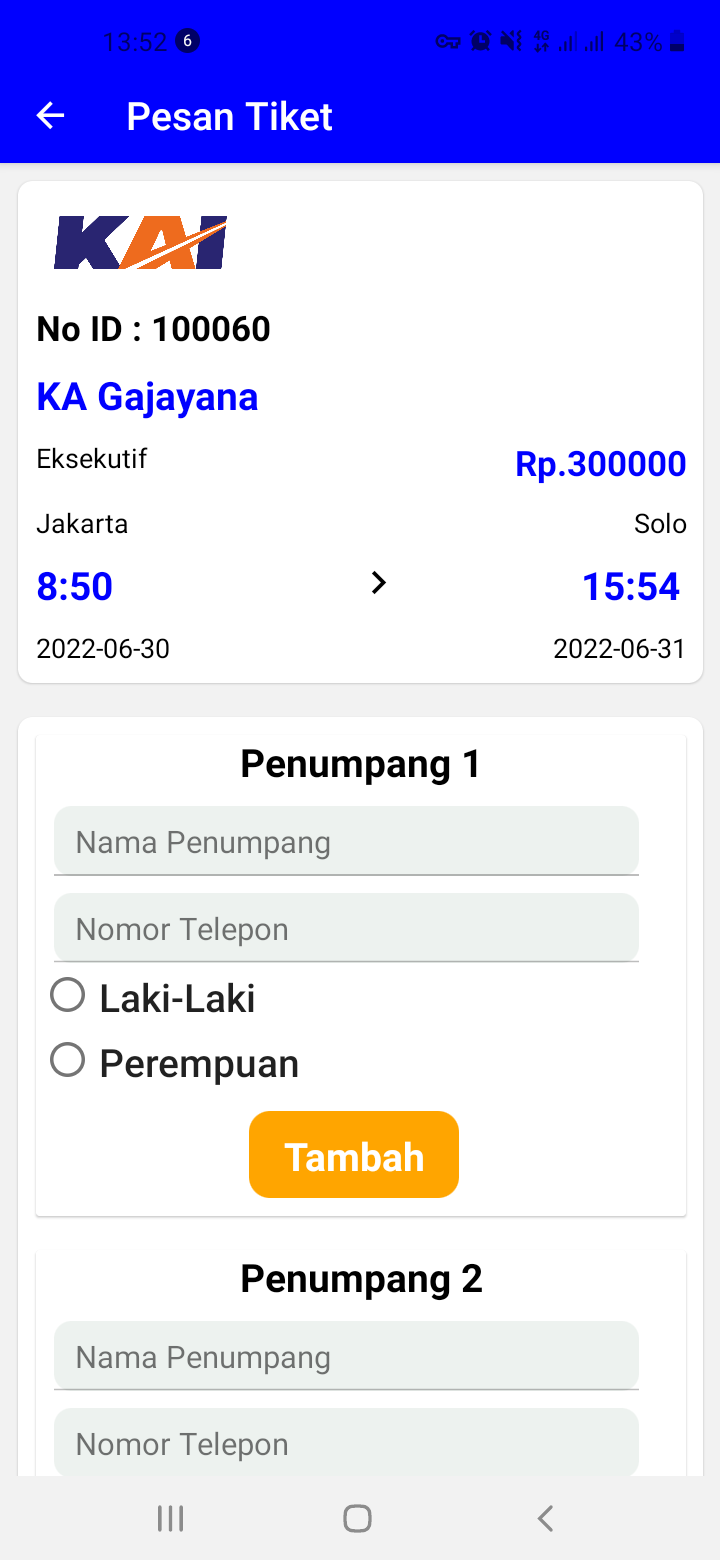 13:52 6 4G 43%
Pesan Tiket
KAI
No ID : 100060
KA Gajayana
Eksekutif Rp.300000
Jakarta Solo
8:50 > 15:54
2022-06-30 2022-06-31
Penumpang 1
Nama Penumpang
Nomor Telepon
Laki-Laki
Perempuan
Tambah
Penumpang 2
Nama Penumpang
Nomor Telepon